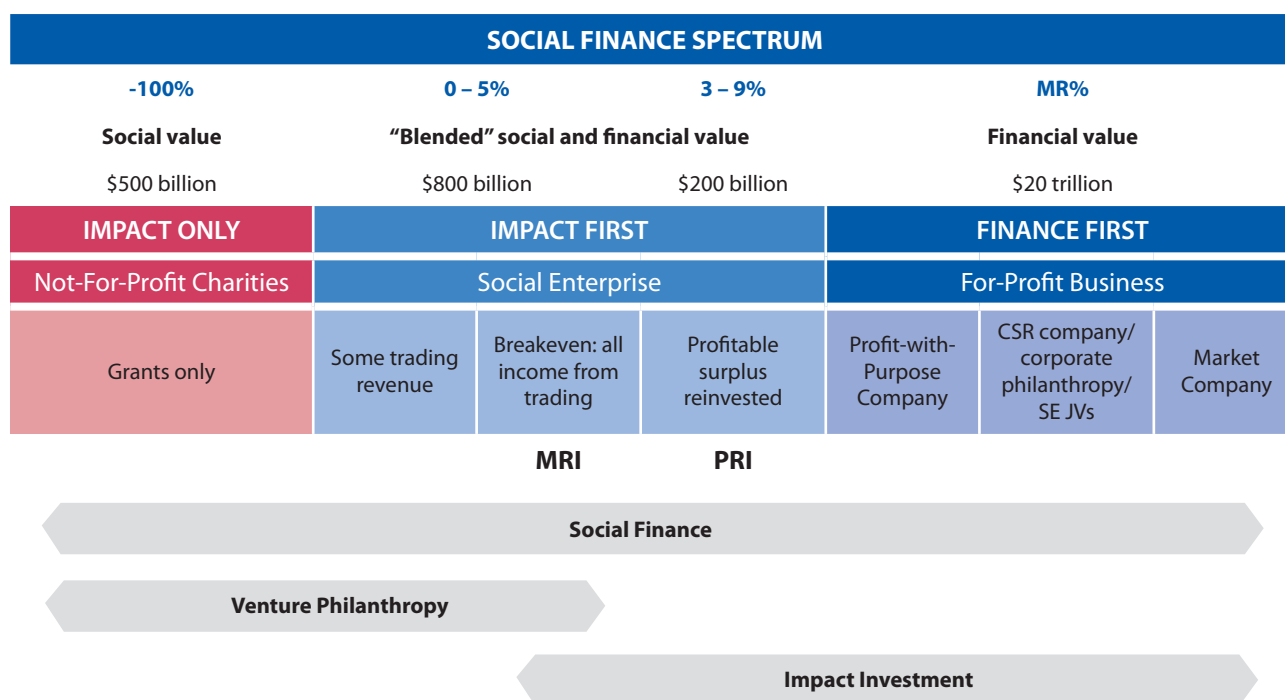 SOCIAL FINANCE SPECTRUM
-100%
0 – 5%
3 – 9%
MR%
Social value
“Blended” social and financial value
Financial value
$500 billion
$800 billion
$200 billion
$20 trillion
IMPACT ONLY
IMPACT FIRST
FINANCE FIRST
Not-For-Profit Charities
Social Enterprise
For-Profit Business
Grants only
Some trading
revenue
Breakeven: all
income from
trading
Profitable
surplus
reinvested
Profit-with-
Purpose
Company
CSR company/
corporate
philanthropy/
SE JVs
Market
Company
MRI
PRI
Social Finance
Venture Philanthropy
Impact Investment